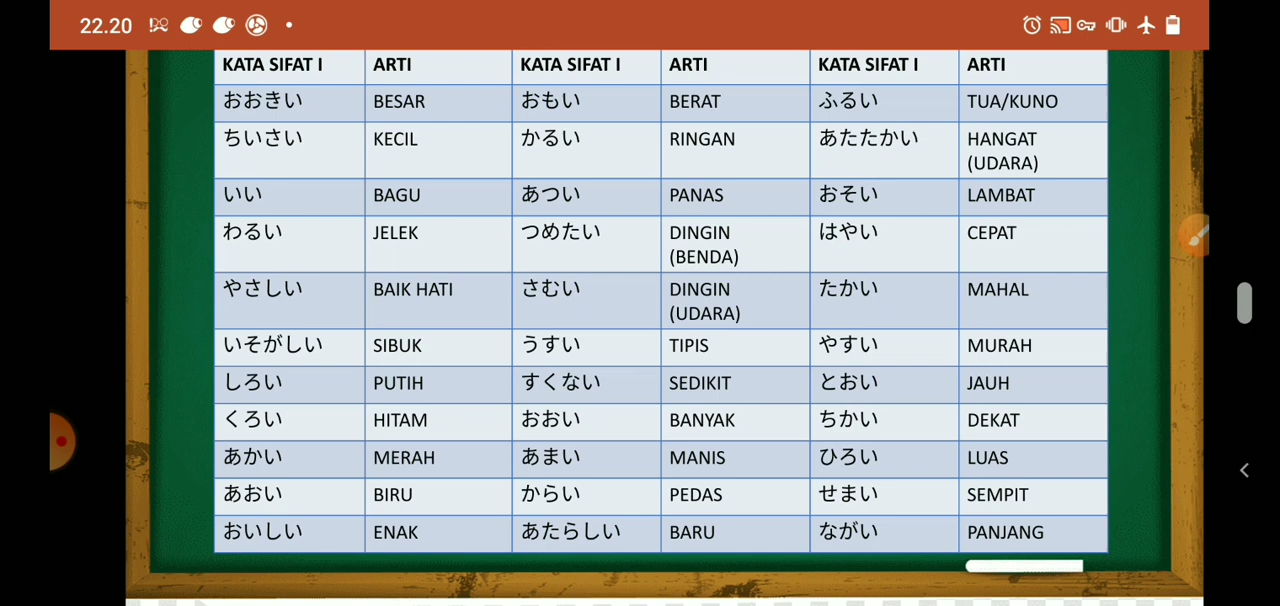 22.20
KATA SIFAT I ARTI KATA SIFAT I ARTI KATA SIFAT I ARTI
おおきい BESAR おもい BERAT ふるい TUA/KUNO
ちいさい KECIL かるい RINGAN あたたかい HANGAT
(UDARA)
いい BAGU あつい PANAS おそい LAMBAT
わるい JELEK つめたい DINGIN はやい CEPAT
(BENDA)
やさしい BAIK HATI さむい DINGIN たかい MAHAL
(UDARA)
いそがしい SIBUK うすい TIPIS やすい MURAH
しろい PUTIH すくない SEDIKIT とおい JAUH
くろい HITAM おおい BANYAK ちかい DEKAT
あかい MERAH あまい MANIS ひろい LUAS
あおい BIRU からい PEDAS せまい SEMPIT
おいしい ENAK あたらしい BARU ながい PANJANG